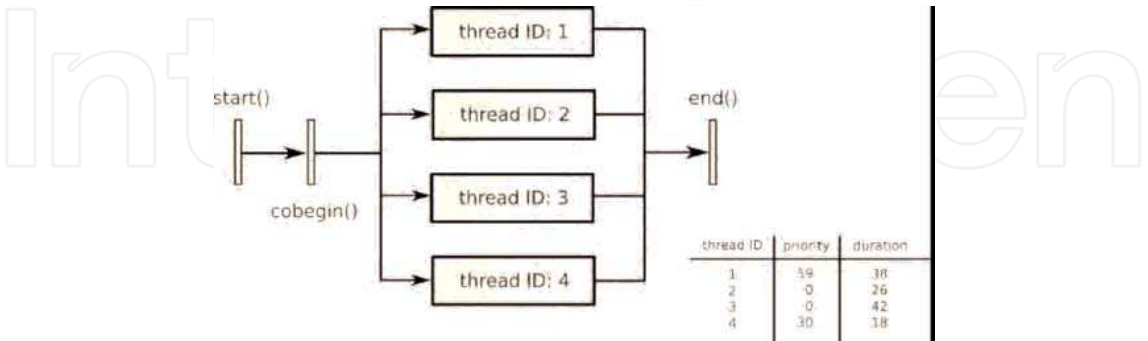 thread ID: 1
start()
thread ID: 2
end()
thread ID: 3
cobegin()
thread ID: 4
thread ID priority duration
1 59 38
2 0 26
3 0 42
4 30 18